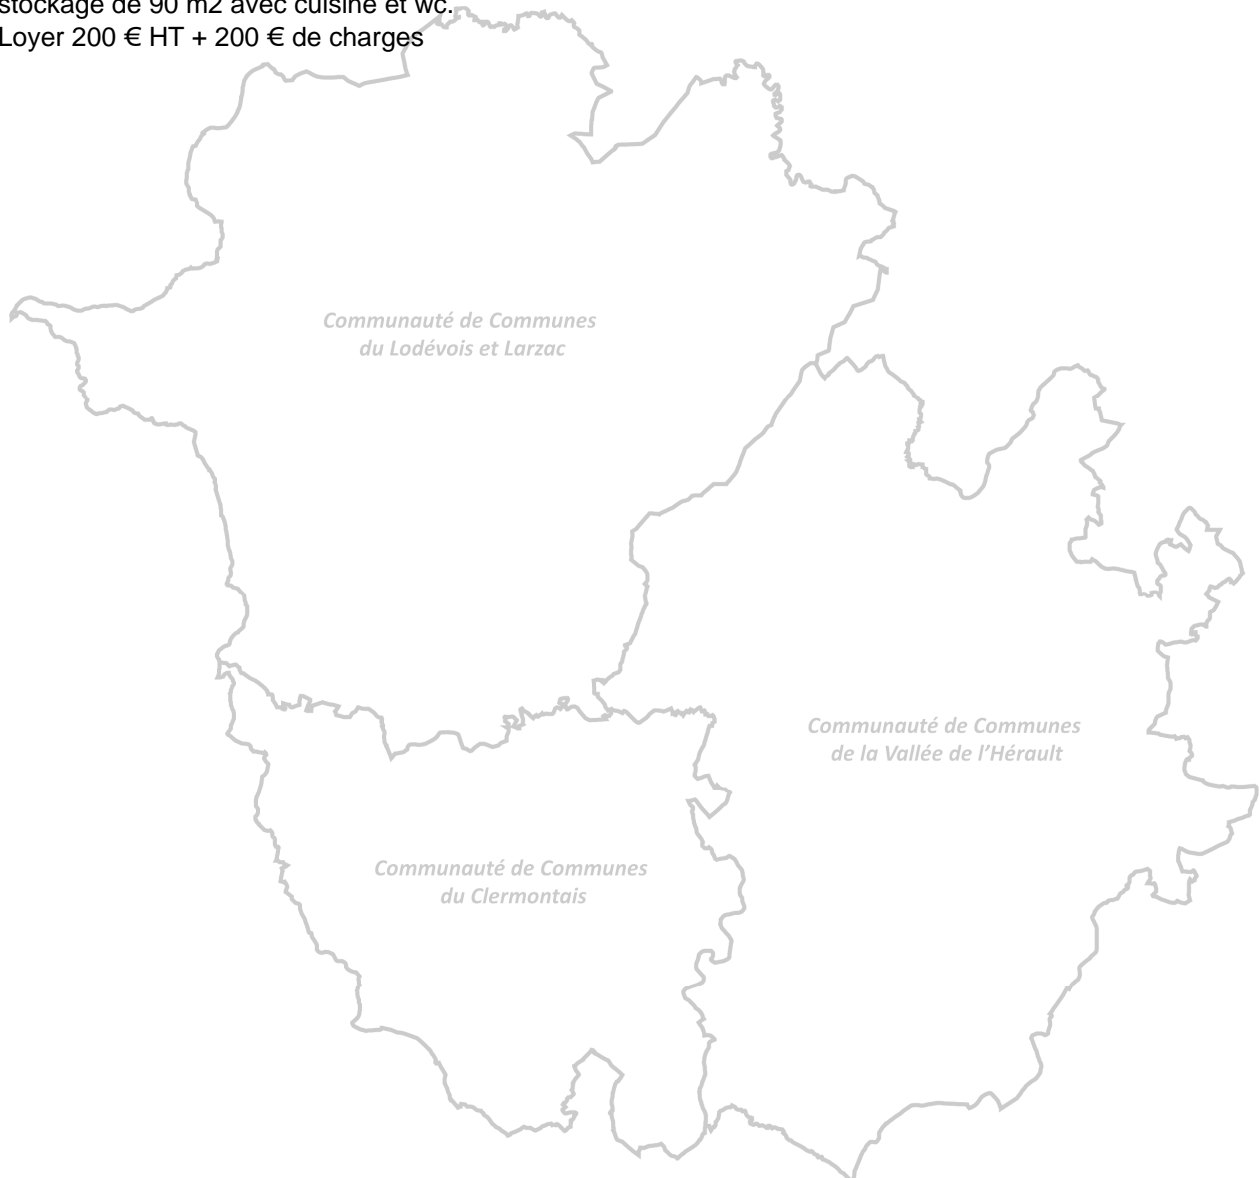 stockage de 90 m2 avec cuisine et wc.
Loyer 200 € HT + 200 € de charges
Communauté de Communes
du Lodévois et Larzac
Communauté de Communes
de la Vallée de l'Hérault
Communauté de Communes
du Clermontais